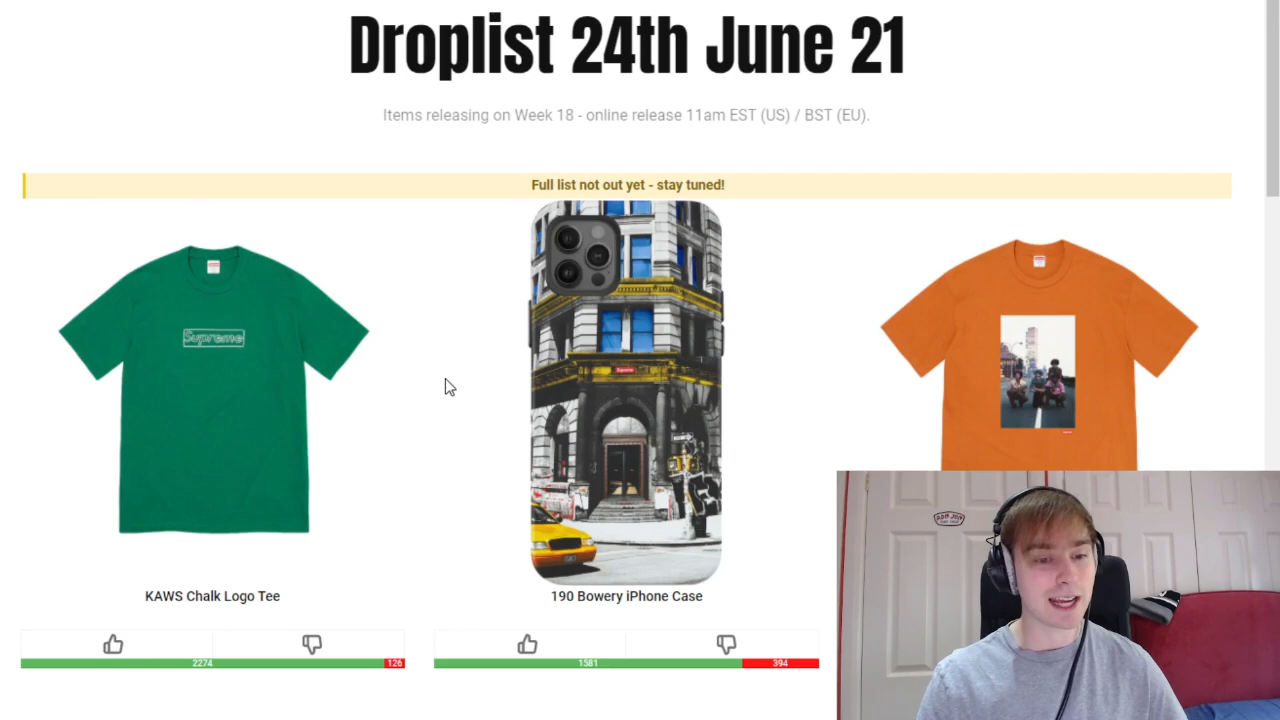 Droplist 24th June 21
Items releasing on Week 18 - online release 11am EST (US) / BST (EU).
Full list not out yet - stay tuned!
Supreme
Supreme
KAWS Chalk Logo Tee
190 Bowery iPhone Case
2274
126
1581
394